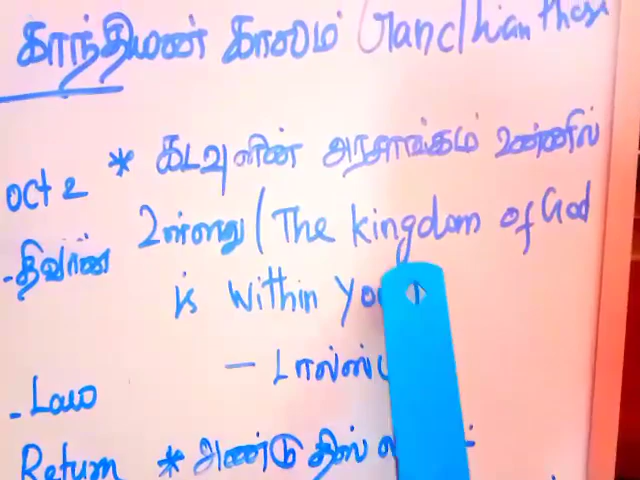 காந்தியன் காலம் Gandhian
oct 2 * கடவுளின் அரசாங்கம் உன்னில்
உள்ளது (The kingdom of God
- திவான்
is within
- டால்ஸ்
- Law
Return * அண்டு திஸ்